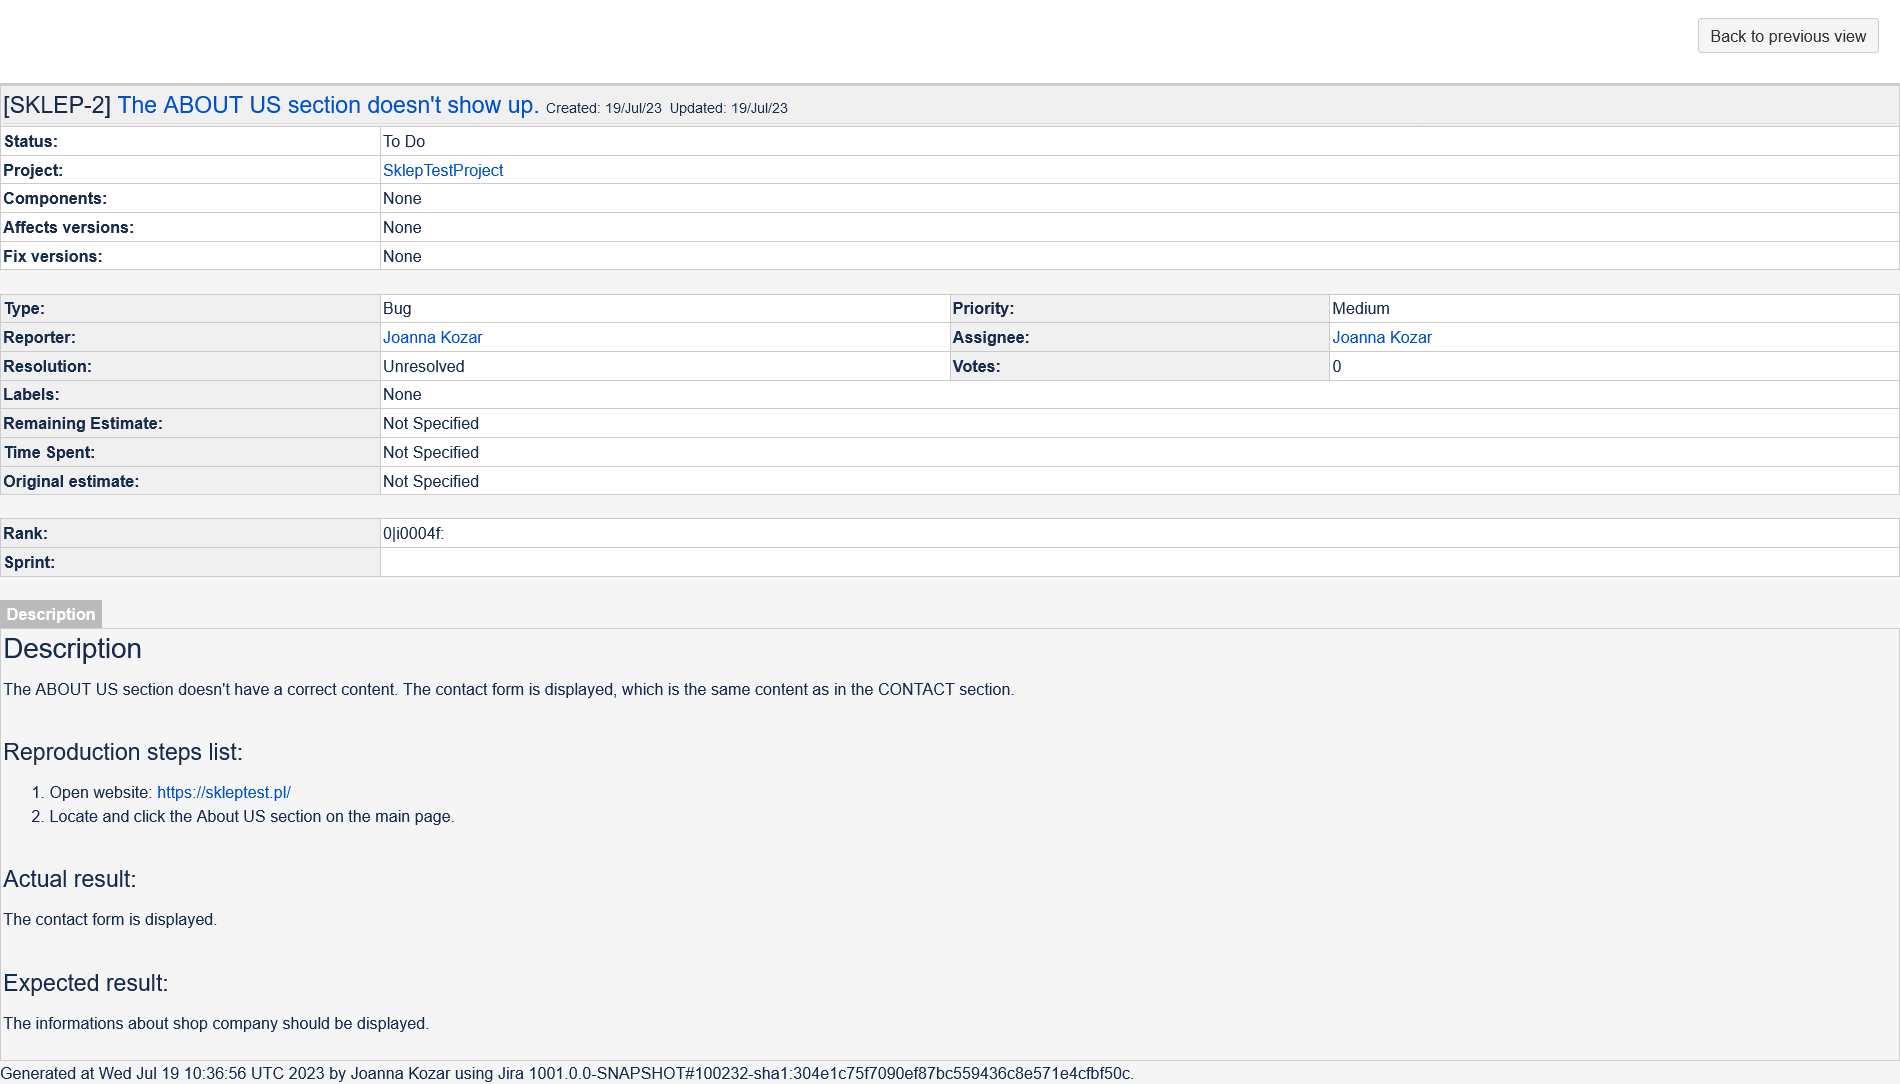 Back to previous view
[SKLEP-2] The ABOUT US section doesn't show up. Created: 19/Jul/23 Updated: 19/Jul/23
Status: To Do
Project: SklepTestProject
Components: None
Affects versions: None
Fix versions: None
Type: Bug Priority: Medium
Reporter: Joanna Kozar Assignee: Joanna Kozar
Resolution: Unresolved Votes: 0
Labels: None
Remaining Estimate: Not Specified
Time Spent: Not Specified
Original estimate: Not Specified
Rank: 0|i0004f:
Sprint:
Description
Description
The ABOUT US section doesn't have a correct content. The contact form is displayed, which is the same content as in the CONTACT section.
Reproduction steps list:
1. Open website: https://skleptest.pl/
2. Locate and click the About US section on the main page.
Actual result:
The contact form is displayed.
Expected result:
The informations about shop company should be displayed.
Generated at Wed Jul 19 10:36:56 UTC 2023 by Joanna Kozar using Jira 1001.0.0-SNAPSHOT#100232-sha1:304e1c75f7090ef87bc559436c8e571e4cfbf50c.